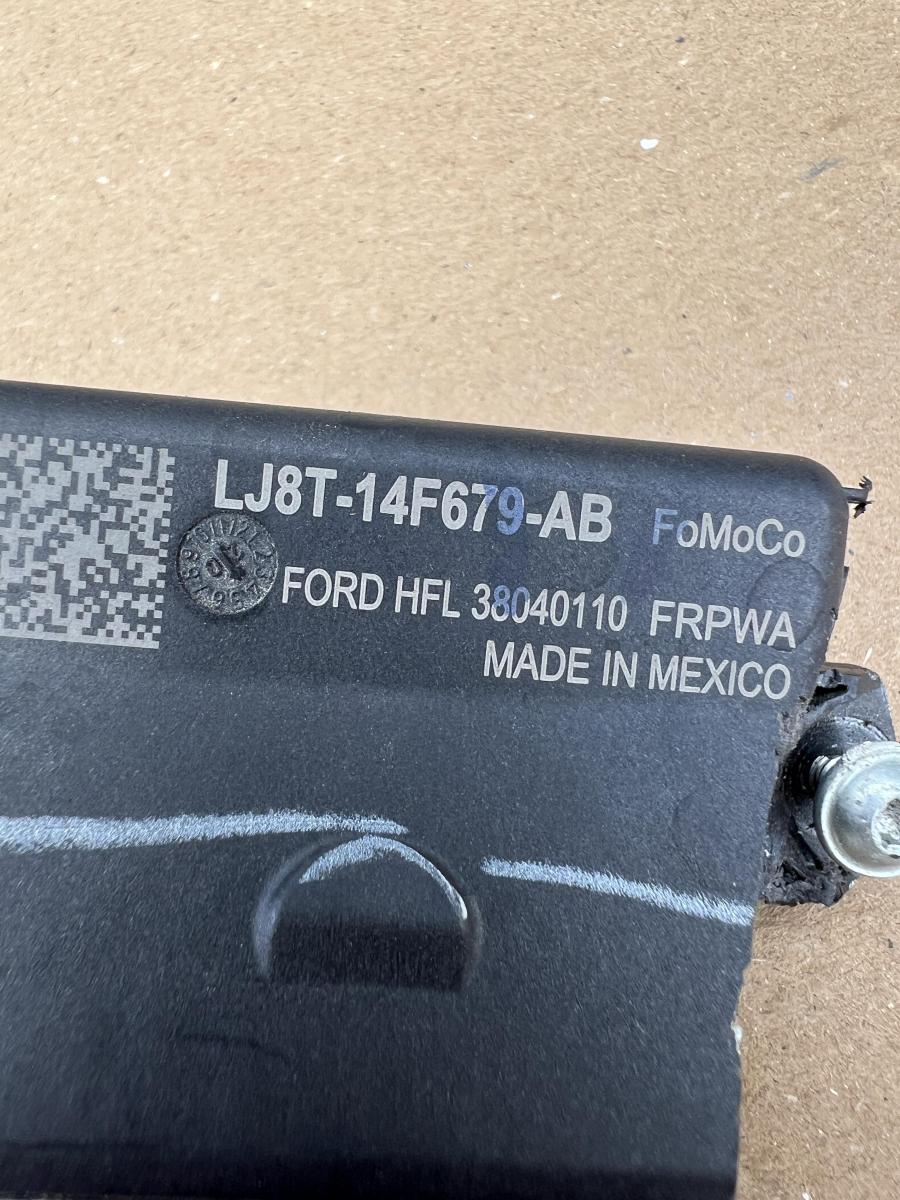 LJ8T-14F679-AB FoMoCo
FORD HFL 38040110 FRPWA
MADE IN MEXICO